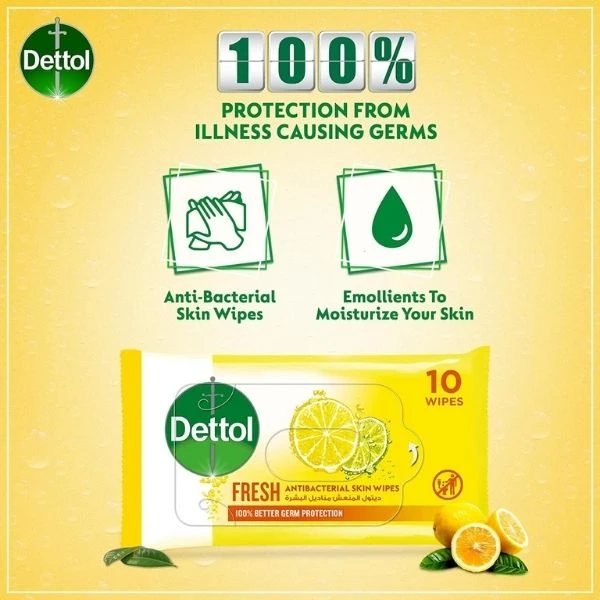 Dettol
100%
PROTECTION FROM
ILLNESS CAUSING GERMS
Anti-Bacterial
Skin Wipes
Emollients To
Moisturize Your Skin
10
WIPES
Dettol
FRESH ANTIBACTERIAL SKIN WIPES
ديتول المنعش مناديل البشرة
100% BETTER GERM PROTECTION